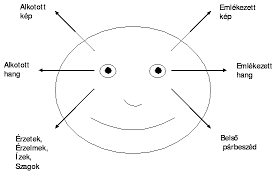 Alkotott
kép
Emlékezett
kép
Alkotott
hang
Emlékezett
hang
Érzetek,
Érzelmek,
Ízek,
Szagok
Belső
párbeszéd